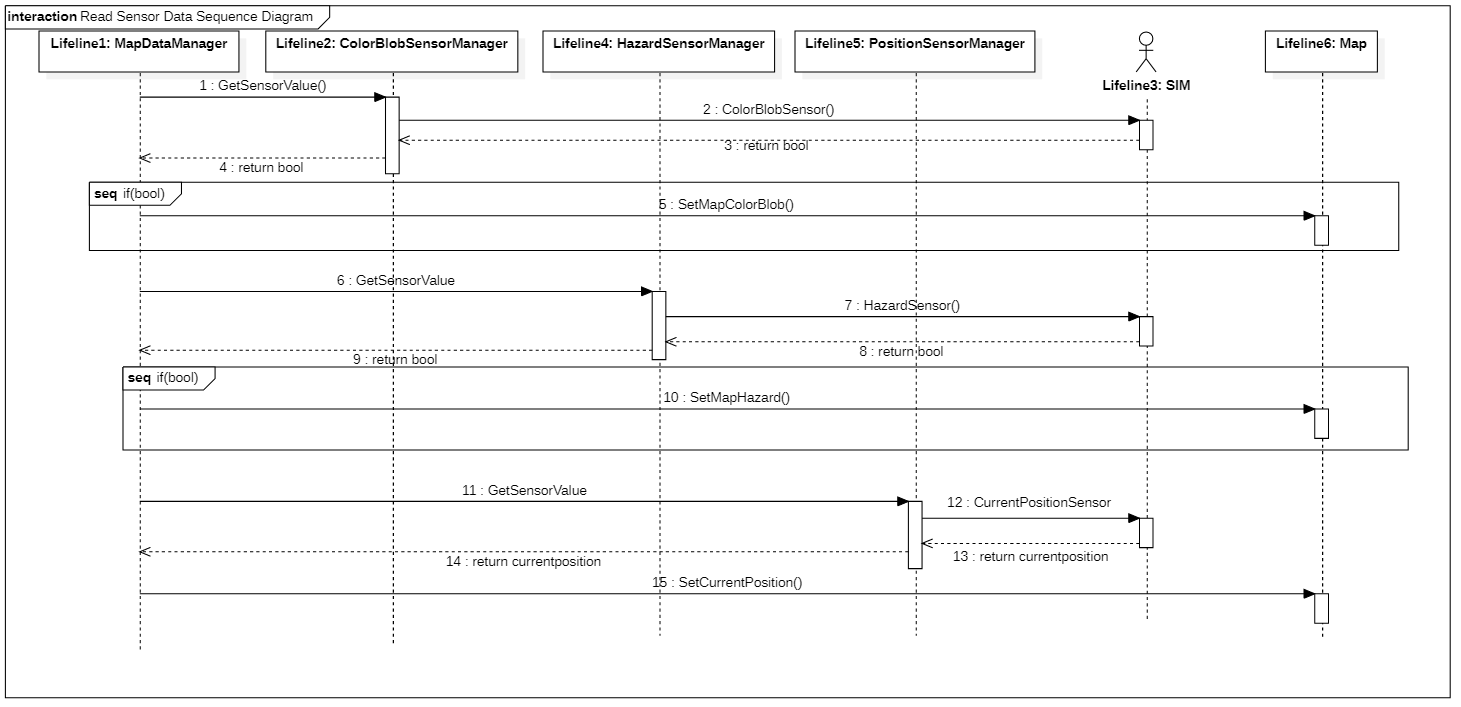 interaction Read Sensor Data Sequence Diagram
Lifeline1: MapDataManager
Lifeline2: ColorBlobSensorManager
Lifeline4: HazardSensorManager
Lifeline5: PositionSensorManager
Lifeline3: SIM
Lifeline6: Map
1 : GetSensorValue()
2 : ColorBlobSensor()
3 : return bool
4 : return bool
seq if(bool)
5 : SetMapColorBlob()
6 : GetSensorValue
7 : HazardSensor()
8 : return bool
9 : return bool
seq if(bool)
10 : SetMapHazard()
11 : GetSensorValue
12 : CurrentPositionSensor
13 : return currentposition
14 : return currentposition
15 : SetCurrentPosition()